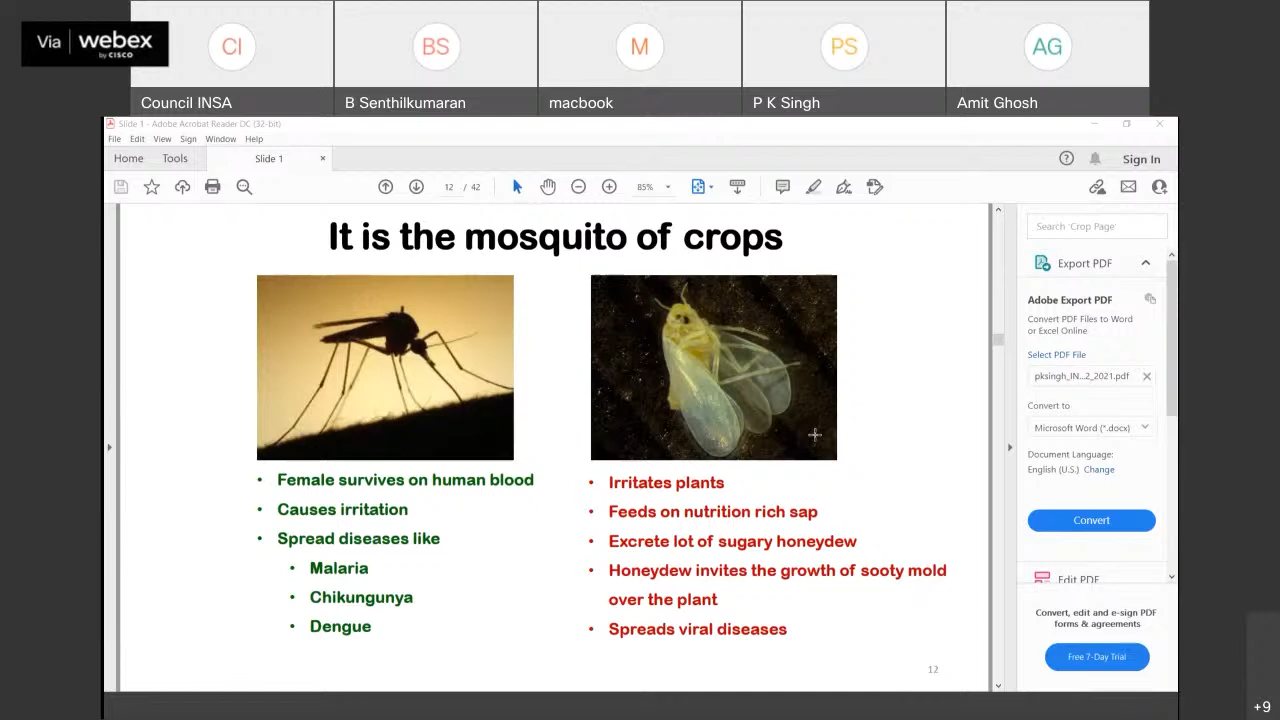 Via webex
by CISCO
CI
BS
M
PS
AG
Council INSA
B Senthilkumaran
macbook
P K Singh
Amit Ghosh
Slide 1 - Adobe Acrobat Reader DC (32-bit)
File Edit View Sign Window Help
Home Tools Slide 1 × Sign In
12 / 42 85%
It is the mosquito of crops
• Female survives on human blood
• Causes irritation
• Spread diseases like
• Malaria
• Chikungunya
• Dengue
• Irritates plants
• Feeds on nutrition rich sap
• Excrete lot of sugary honeydew
• Honeydew invites the growth of sooty mold
over the plant
• Spreads viral diseases
12
Search 'Crop Page'
Export PDF
Adobe Export PDF
Convert PDF Files to Word
or Excel Online
Select PDF File
pksingh_IN...2_2021.pdf
Convert to
Microsoft Word (*.docx)
Document Language:
English (U.S.) Change
Convert
Edit PDF
Convert, edit and e-sign PDF
forms & agreements
Free 7-Day Trial
+9